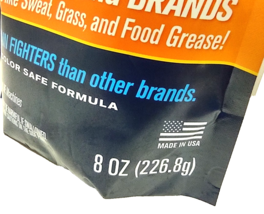 BRANDS
Sweat, Grass, and Food Grease!
FIGHTERS than other brands.
COLOR SAFE FORMULA
MADE IN USA
8 OZ (226.8g)